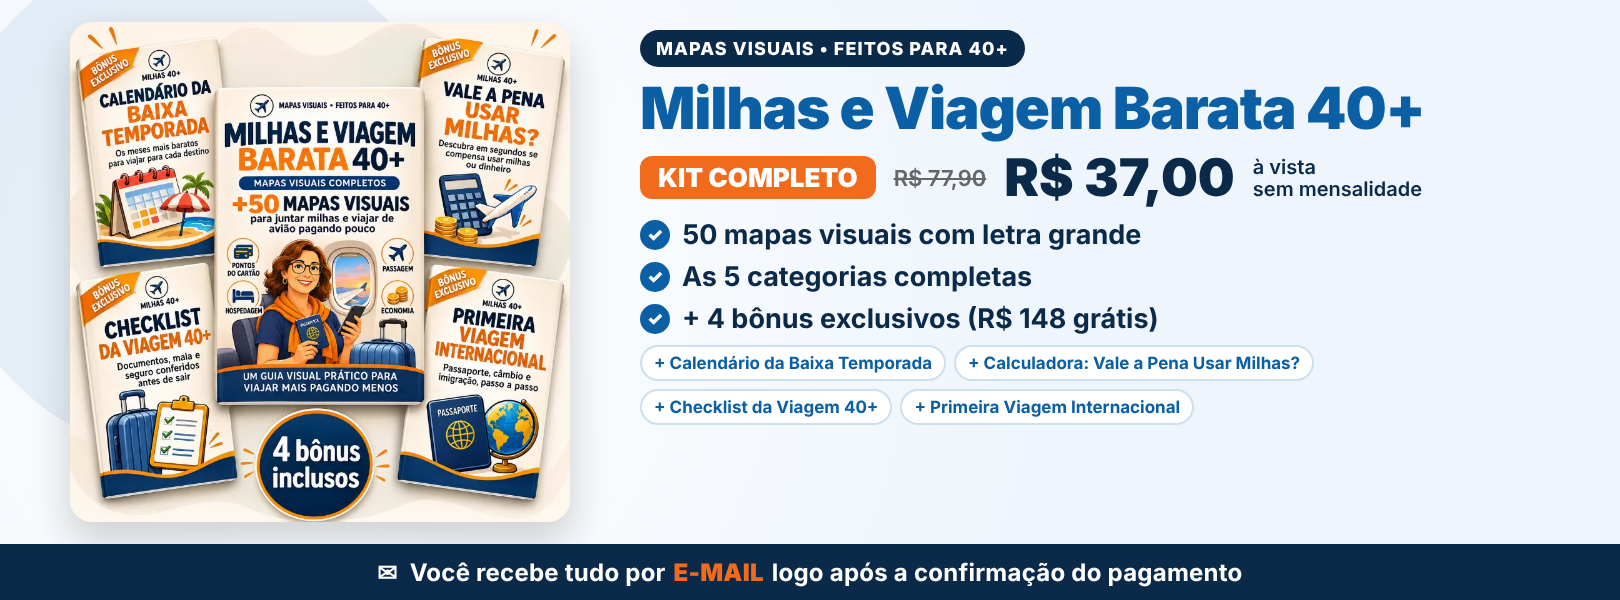 BÔNUS
EXCLUSIVO
MILHAS 40+
CALENDÁRIO DA
BAIXA
TEMPORADA
Os meses mais baratos
para viajar para cada destino
BÔNUS
EXCLUSIVO
MILHAS 40+
VALE A PENA
USAR
MILHAS?
Descubra em segundos se
compensa usar milhas
ou dinheiro
MAPAS VISUAIS • FEITOS PARA 40+
MILHAS E VIAGEM
BARATA 40+
MAPAS VISUAIS COMPLETOS
+50 MAPAS VISUAIS
para juntar milhas e viajar de
avião pagando pouco
PONTOS
DO CARTÃO
PASSAGEM
HOSPEDAGEM
ECONOMIA
UM GUIA VISUAL PRÁTICO PARA
VIAJAR MAIS PAGANDO MENOS
BÔNUS
EXCLUSIVO
MILHAS 40+
CHECKLIST
DA VIAGEM 40+
Documentos, mala e
seguro conferidos
antes de sair
BÔNUS
EXCLUSIVO
MILHAS 40+
PRIMEIRA
VIAGEM
INTERNACIONAL
Passaporte, câmbio e
imigração, passo a passo
PASSAPORTE
4 bônus
inclusos
MAPAS VISUAIS • FEITOS PARA 40+
Milhas e Viagem Barata 40+
KIT COMPLETO R$ 77,90 R$ 37,00 à vista
sem mensalidade
50 mapas visuais com letra grande
As 5 categorias completas
+ 4 bônus exclusivos (R$ 148 grátis)
+ Calendário da Baixa Temporada + Calculadora: Vale a Pena Usar Milhas?
+ Checklist da Viagem 40+ + Primeira Viagem Internacional
✉ Você recebe tudo por E-MAIL logo após a confirmação do pagamento